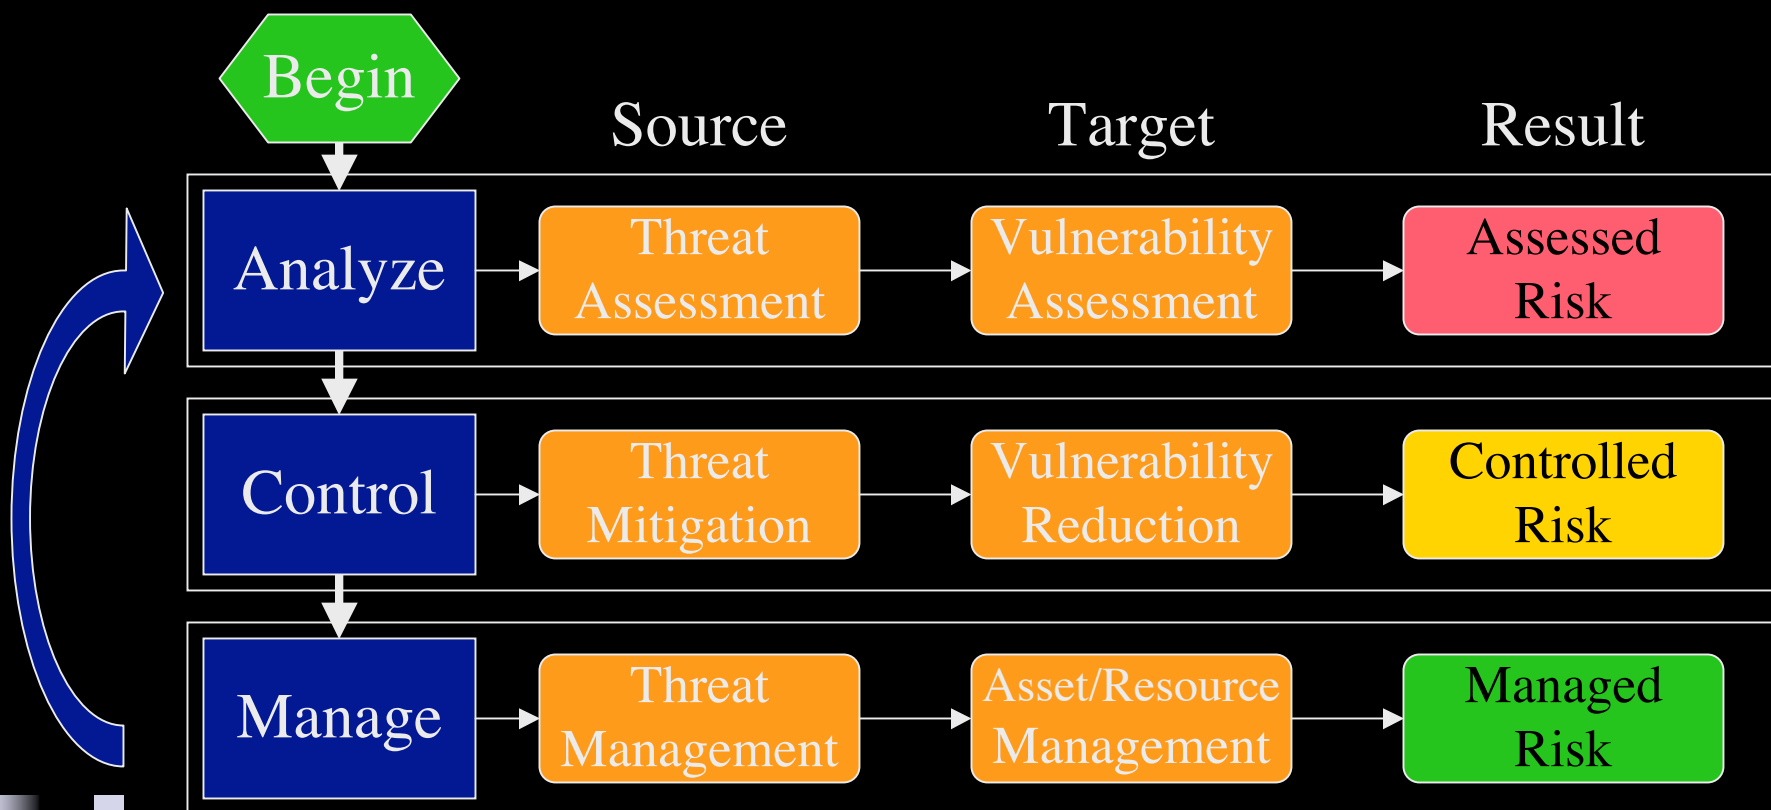 Begin
Source
Target
Result
Analyze
Threat
Assessment
Vulnerability
Assessment
Assessed
Risk
Control
Threat
Mitigation
Vulnerability
Reduction
Controlled
Risk
Manage
Threat
Management
Asset/Resource
Management
Managed
Risk